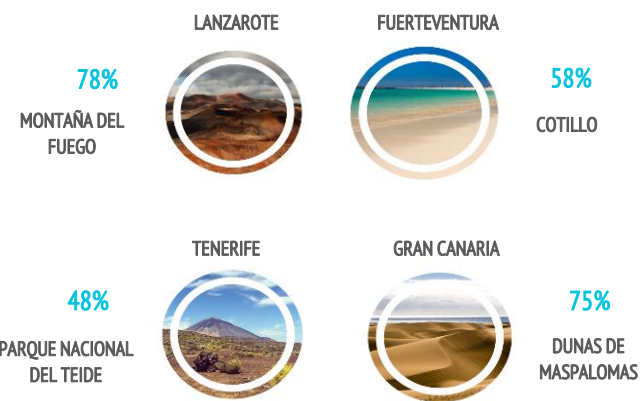 LANZAROTE
FUERTEVENTURA
78%
MONTAÑA DEL
FUEGO
58%
COTILLO
TENERIFE
GRAN CANARIA
48%
PARQUE NACIONAL
DEL TEIDE
75%
DUNAS DE
MASPALOMAS